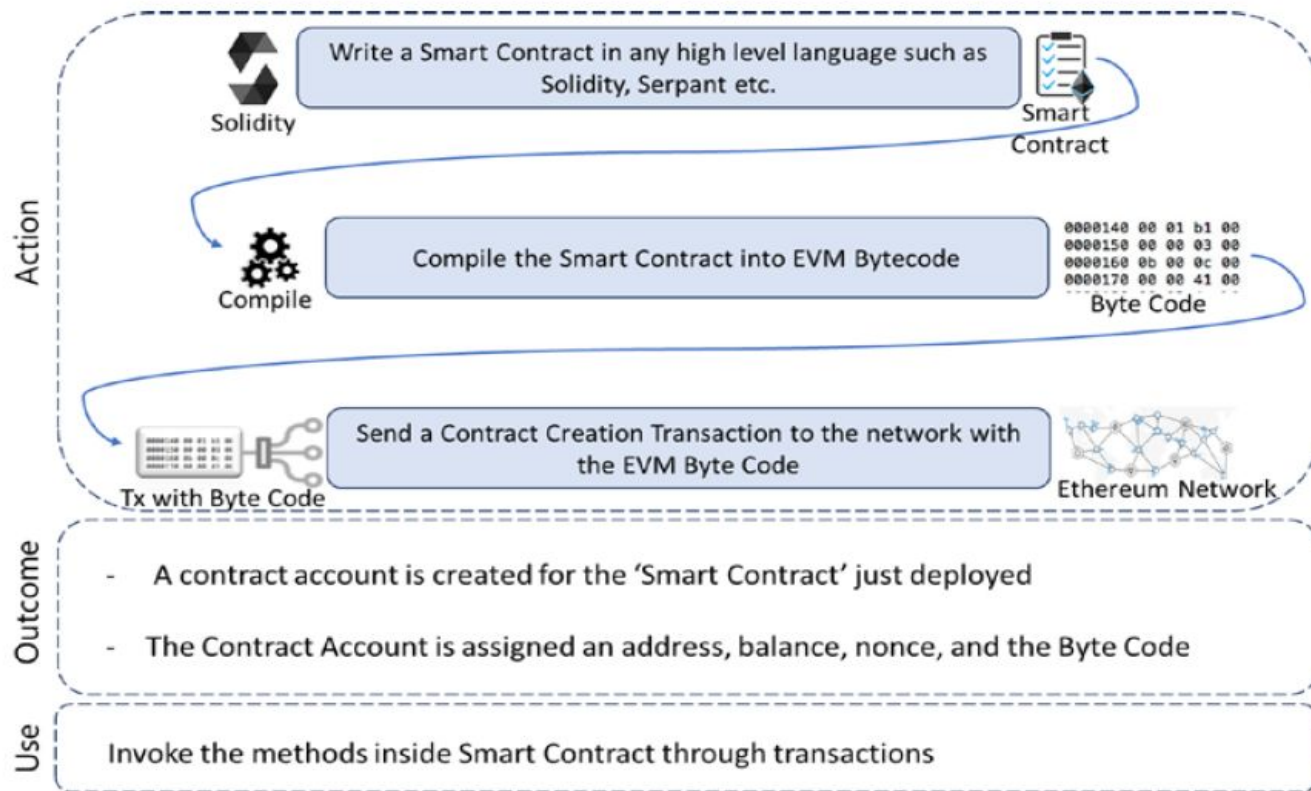 Action
Write a Smart Contract in any high level language such as
Solidity, Serpant etc.
Solidity
Smart
Contract
Compile the Smart Contract into EVM Bytecode
Compile
0000140 00 01 b1 00
0000150 00 00 03 00
0000160 0b 00 0c 00
0000170 00 00 41 00
Byte Code
Send a Contract Creation Transaction to the network with
the EVM Byte Code
Tx with Byte Code
Ethereum Network
Outcome
- A contract account is created for the ‘Smart Contract’ just deployed
- The Contract Account is assigned an address, balance, nonce, and the Byte Code
Use
Invoke the methods inside Smart Contract through transactions